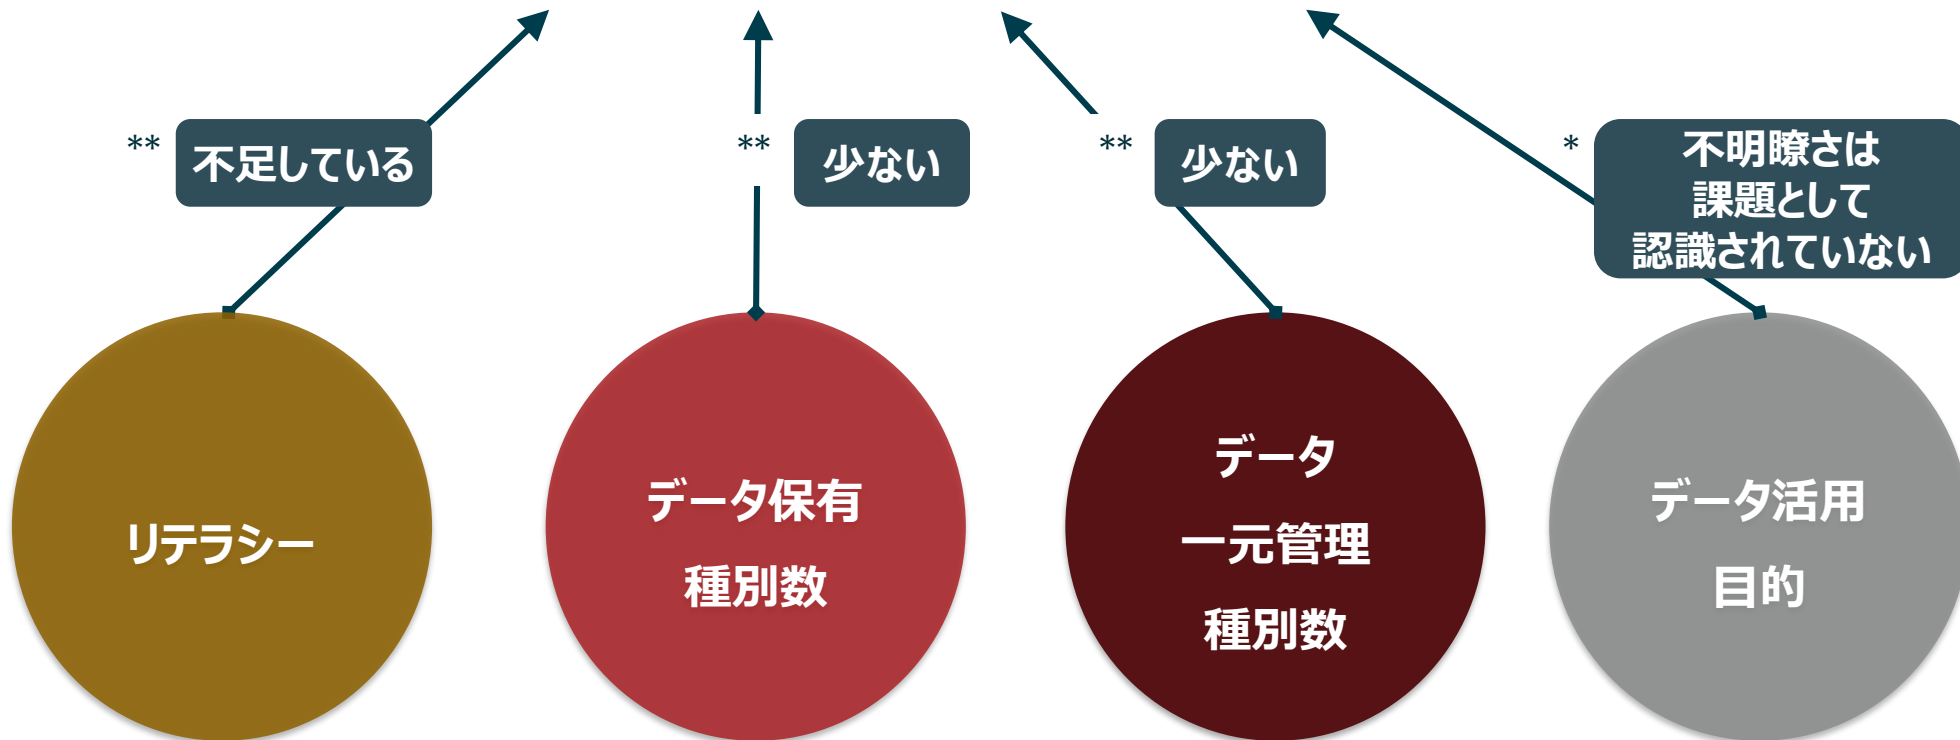 **
不足している
**
少ない
**
少ない
*
不明瞭さは
課題として
認識されていない
リテラシー
データ保有
種別数
データ
一元管理
種別数
データ活用
目的